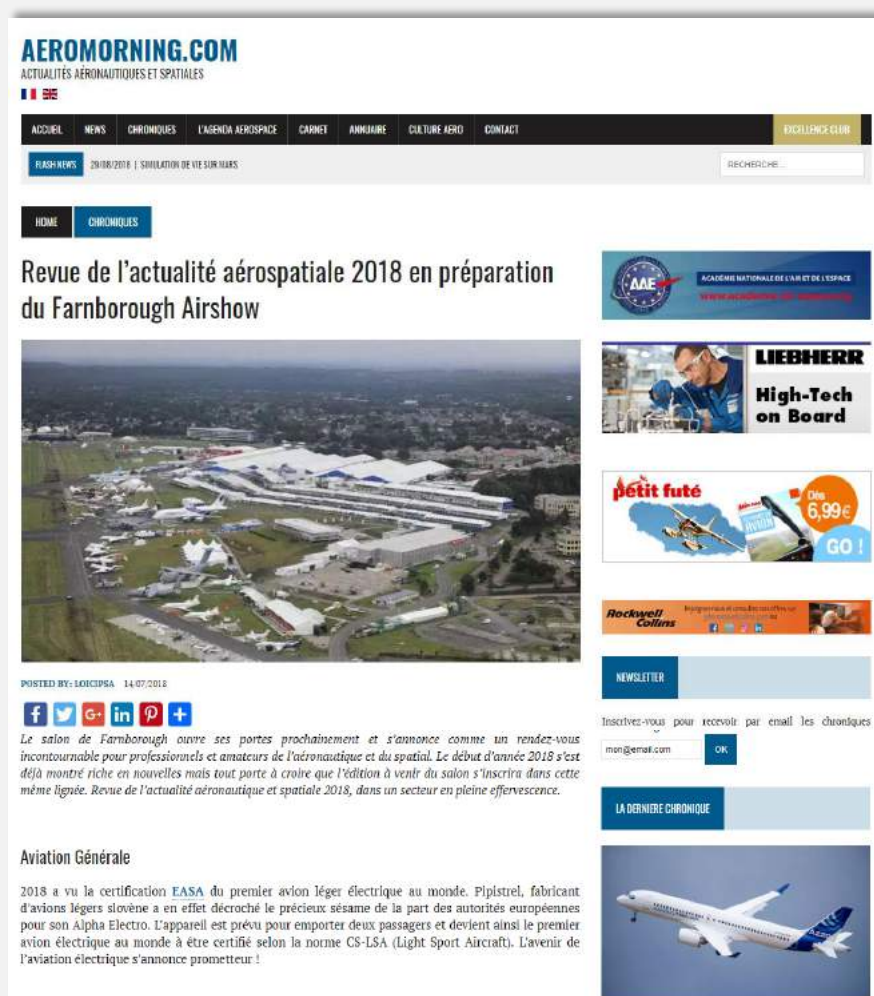 AEROMORNING.COM
ACTUALITÉS AÉRONAUTIQUES ET SPATIALES
ACCUEIL NEWS CHRONIQUES L'AGENDA AEROSPACE CARNET ANNUAIRE CULTURE AERO CONTACT EXCELLENCE CLUB
FLASH NEWS 29/08/2018 | SIMULATION DE VIE SUR MARS RECHERCHE...
HOME CHRONIQUES
Revue de l'actualité aérospatiale 2018 en préparation
du Farnborough Airshow
POSTED BY: LOICIPSA 14/07/2018
Le salon de Farnborough ouvre ses portes prochainement et s'annonce comme un rendez-vous
incontournable pour professionnels et amateurs de l'aéronautique et du spatial. Le début d'année 2018 s'est
déjà montré riche en nouvelles mais tout porte à croire que l'édition à venir du salon s'inscrira dans cette
même lignée. Revue de l'actualité aéronautique et spatiale 2018, dans un secteur en pleine effervescence.
Aviation Générale
2018 a vu la certification EASA du premier avion léger électrique au monde. Pipistrel, fabricant
d'avions légers slovène a en effet décroché le précieux sésame de la part des autorités européennes
pour son Alpha Electro. L'appareil est prévu pour emporter deux passagers et devient ainsi le premier
avion électrique au monde à être certifié selon la norme CS-LSA (Light Sport Aircraft). L'avenir de
l'aviation électrique s'annonce prometteur !
AAE
ACADÉMIE NATIONALE DE L'AIR ET DE L'ESPACE
LIEBHERR
High-Tech
on Board
petit futé
AVION
Dès
6,99€
GO !
Rockwell
Collins
NEWSLETTER
Inscrivez-vous pour recevoir par email les chroniques
mon@email.com OK
LA DERNIERE CHRONIQUE